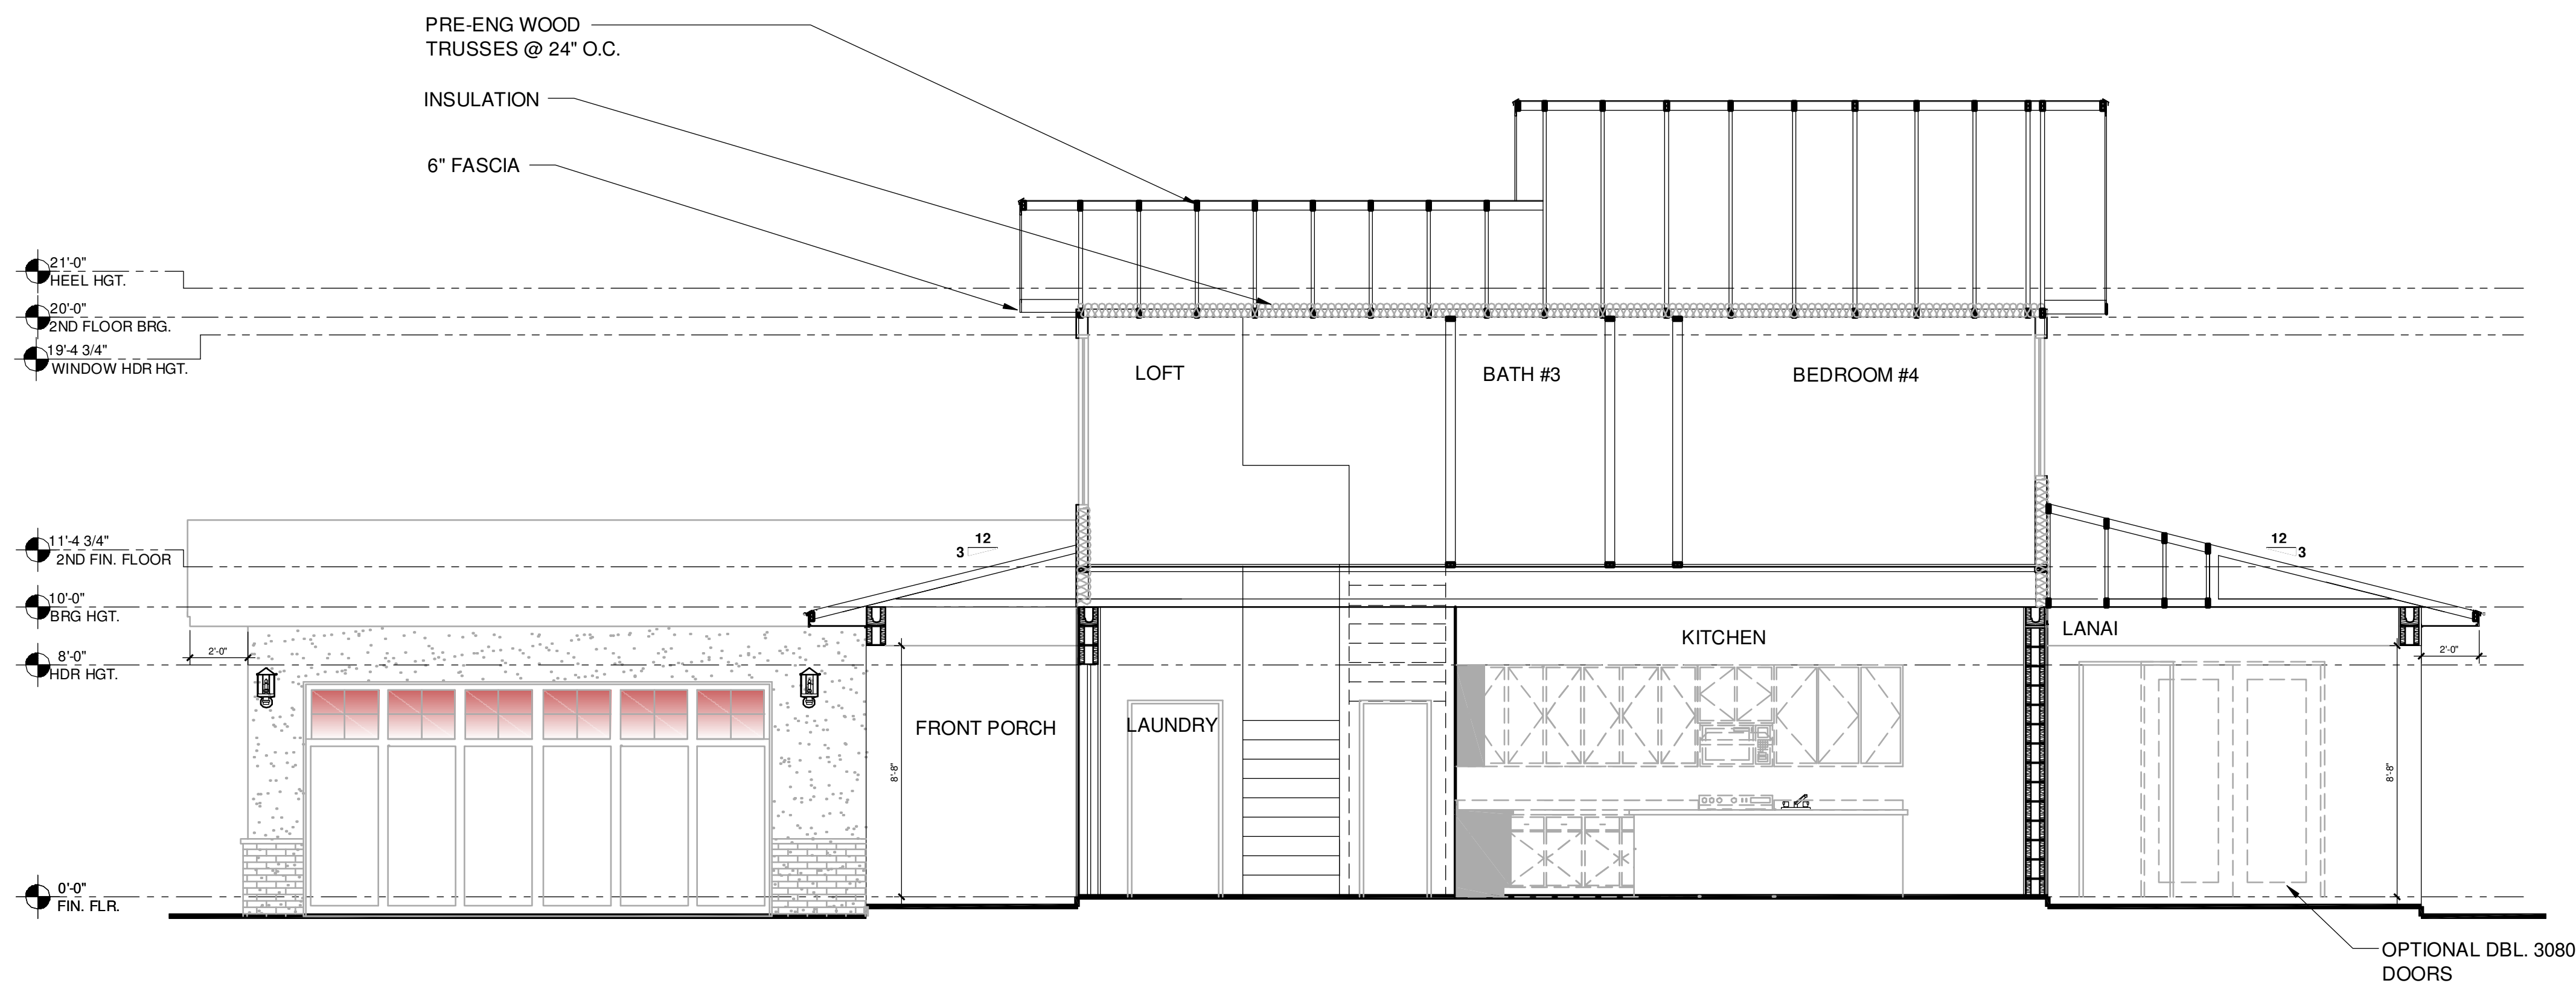 PRE-ENG WOOD
TRUSSES @ 24" O.C.
INSULATION
6" FASCIA
21'-0"
HEEL HGT.
20'-0"
2ND FLOOR BRG.
19'-4 3/4"
WINDOW HDR HGT.
LOFT
BATH #3
BEDROOM #4
11'-4 3/4"
2ND FIN. FLOOR
12
3
12
3
10'-0"
BRG HGT.
KITCHEN
LANAI
8'-0"
HDR HGT.
2'-0"
2'-0"
FRONT PORCH
LAUNDRY
8'-8"
8'-8"
0'-0"
FIN. FLR.
OPTIONAL DBL. 3080
DOORS